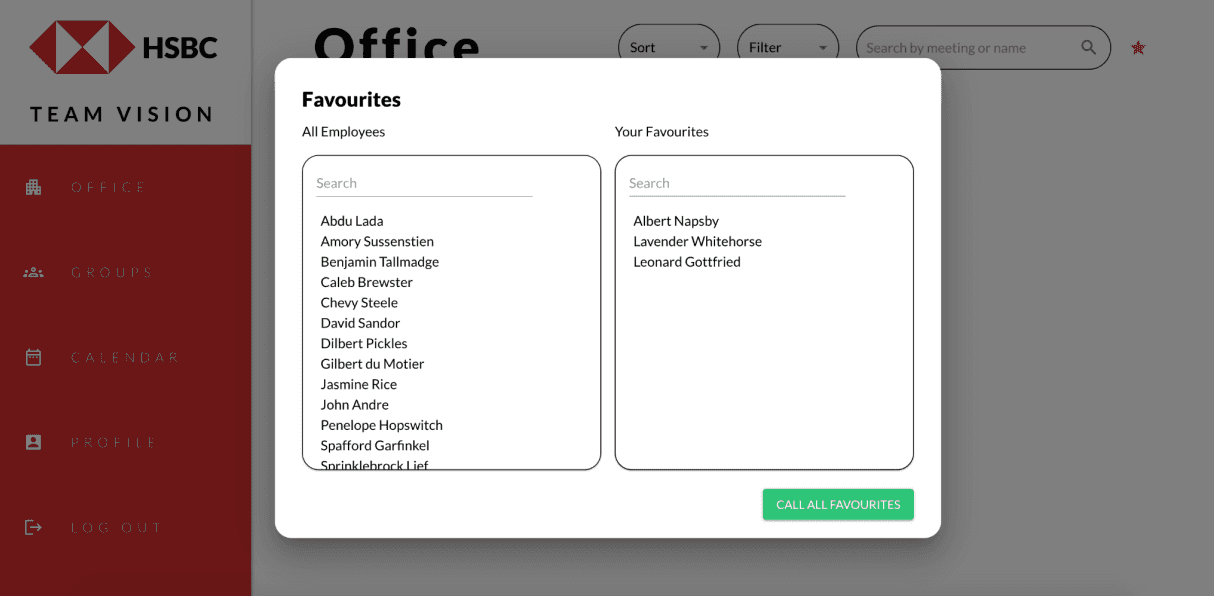 HSBC
TEAM VISION
OFFICE
GROUPS
CALENDAR
PROFILE
LOG OUT
Office
Sort
Filter
Search by meeting or name
Favourites
All Employees
Search
Abdu Lada
Amory Sussenstien
Benjamin Tallmadge
Caleb Brewster
Chevy Steele
David Sandor
Dilbert Pickles
Gilbert du Motier
Jasmine Rice
John Andre
Penelope Hopswitch
Spafford Garfinkel
Sprinklebrock Lief
Your Favourites
Search
Albert Napsby
Lavender Whitehorse
Leonard Gottfried
CALL ALL FAVOURITES